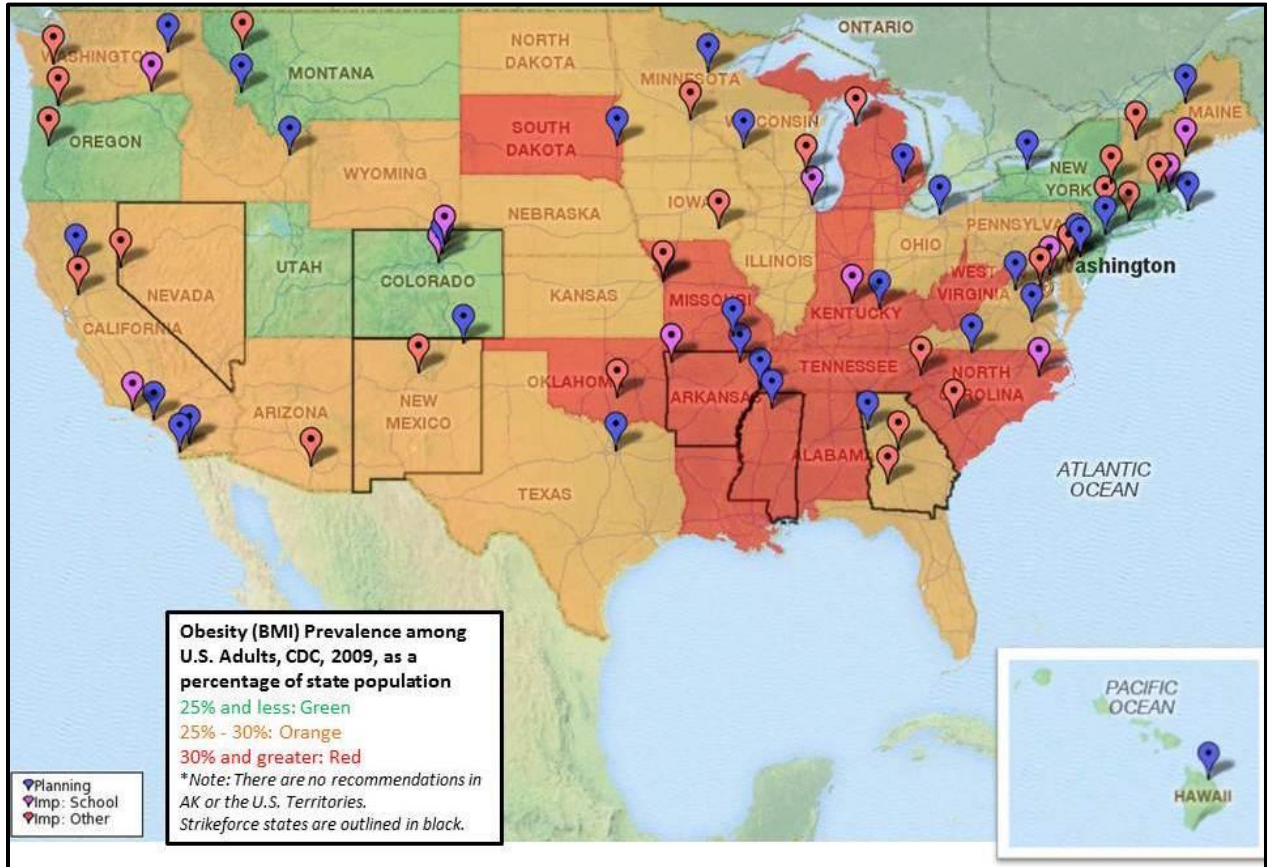 ONTARIO
WASHINGTON
MONTANA
NORTH
DAKOTA
MINNESOTA
MAINE
OREGON
SOUTH
DAKOTA
WISCONSIN
WYOMING
NEW
YORK
NEBRASKA
IOWA
PENNSYLVA
NEVADA
UTAH
COLORADO
ILLINOIS
OHIO
Washington
WEST
VIRGINIA
KANSAS
MISSOURI
KENTUCKY
CALIFORNIA
TENNESSEE
NORTH
CAROLINA
ARIZONA
NEW
MEXICO
OKLAHOMA
ARKANSAS
ALABAMA
TEXAS
ATLANTIC
OCEAN
Obesity (BMI) Prevalence among
U.S. Adults, CDC, 2009, as a
percentage of state population
25% and less: Green
25% - 30%: Orange
30% and greater: Red
*Note: There are no recommendations in
AK or the U.S. Territories.
Strikeforce states are outlined in black.
Planning
Imp: School
Imp: Other
PACIFIC
OCEAN
HAWAII